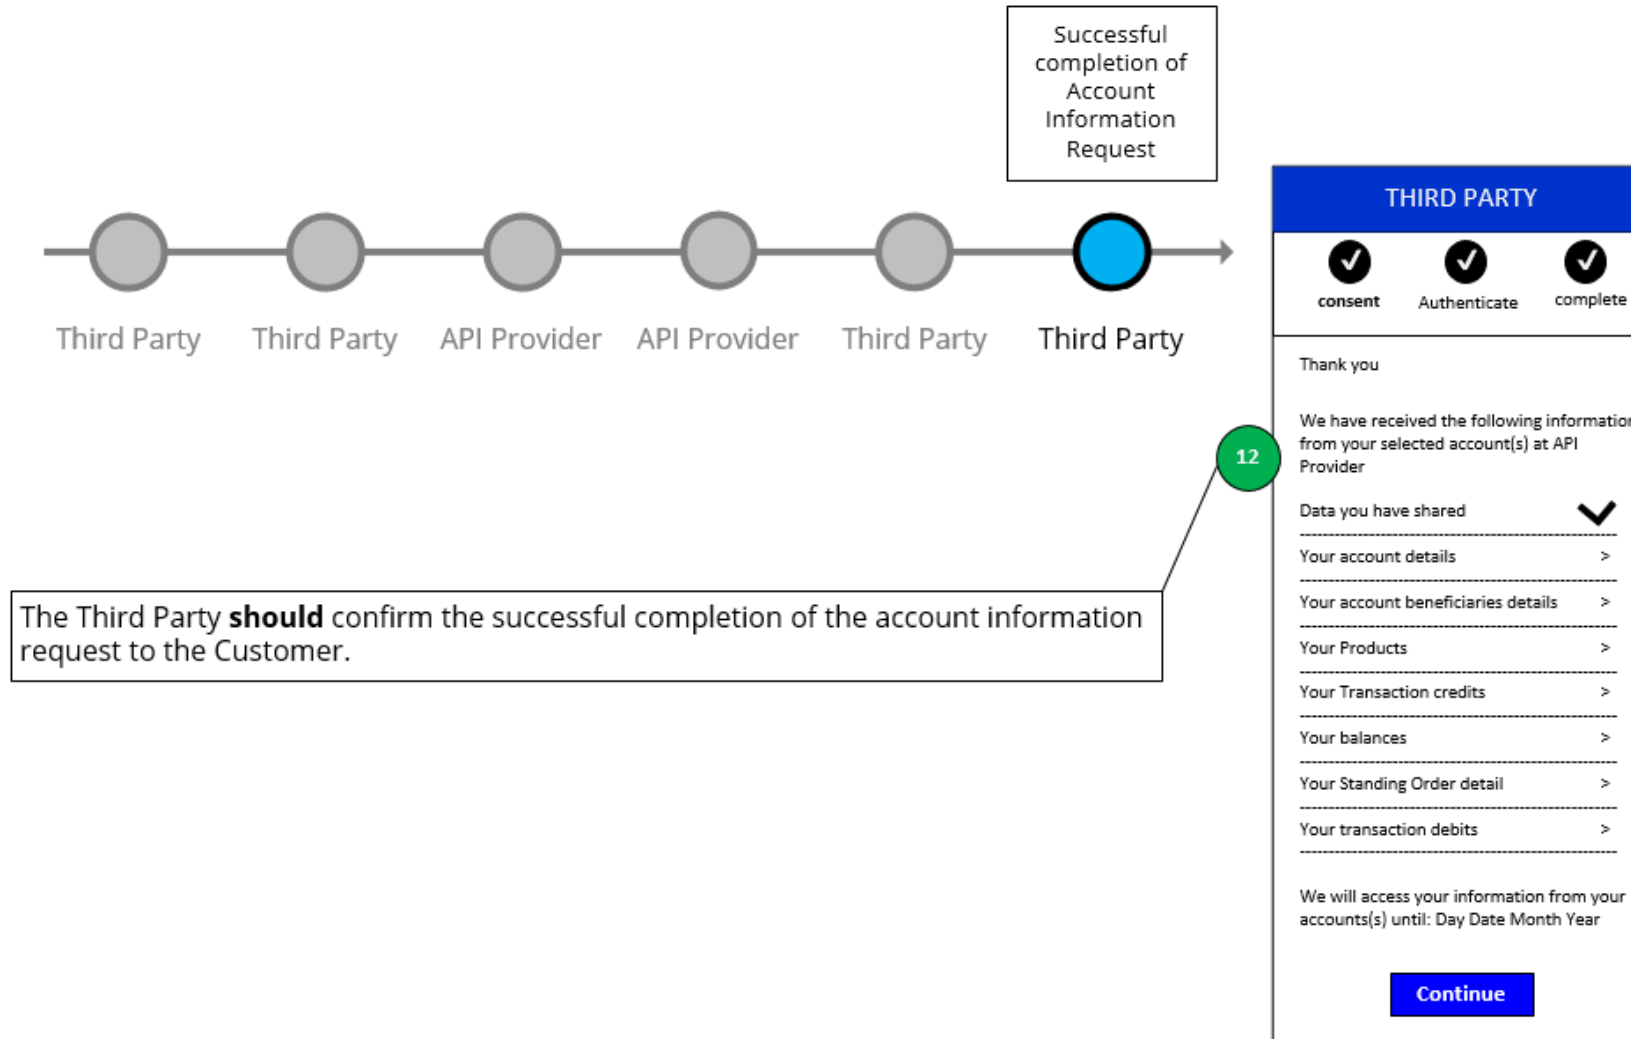 Successful
completion of
Account
Information
Request
Third Party
Third Party
API Provider
API Provider
Third Party
Third Party
The Third Party should confirm the successful completion of the account information
request to the Customer.
12
THIRD PARTY
consent
Authenticate
complete
Thank you
We have received the following information
from your selected account(s) at API
Provider
Data you have shared
Your account details >
Your account beneficiaries details >
Your Products >
Your Transaction credits >
Your balances >
Your Standing Order detail >
Your transaction debits >
We will access your information from your
accounts(s) until: Day Date Month Year
Continue